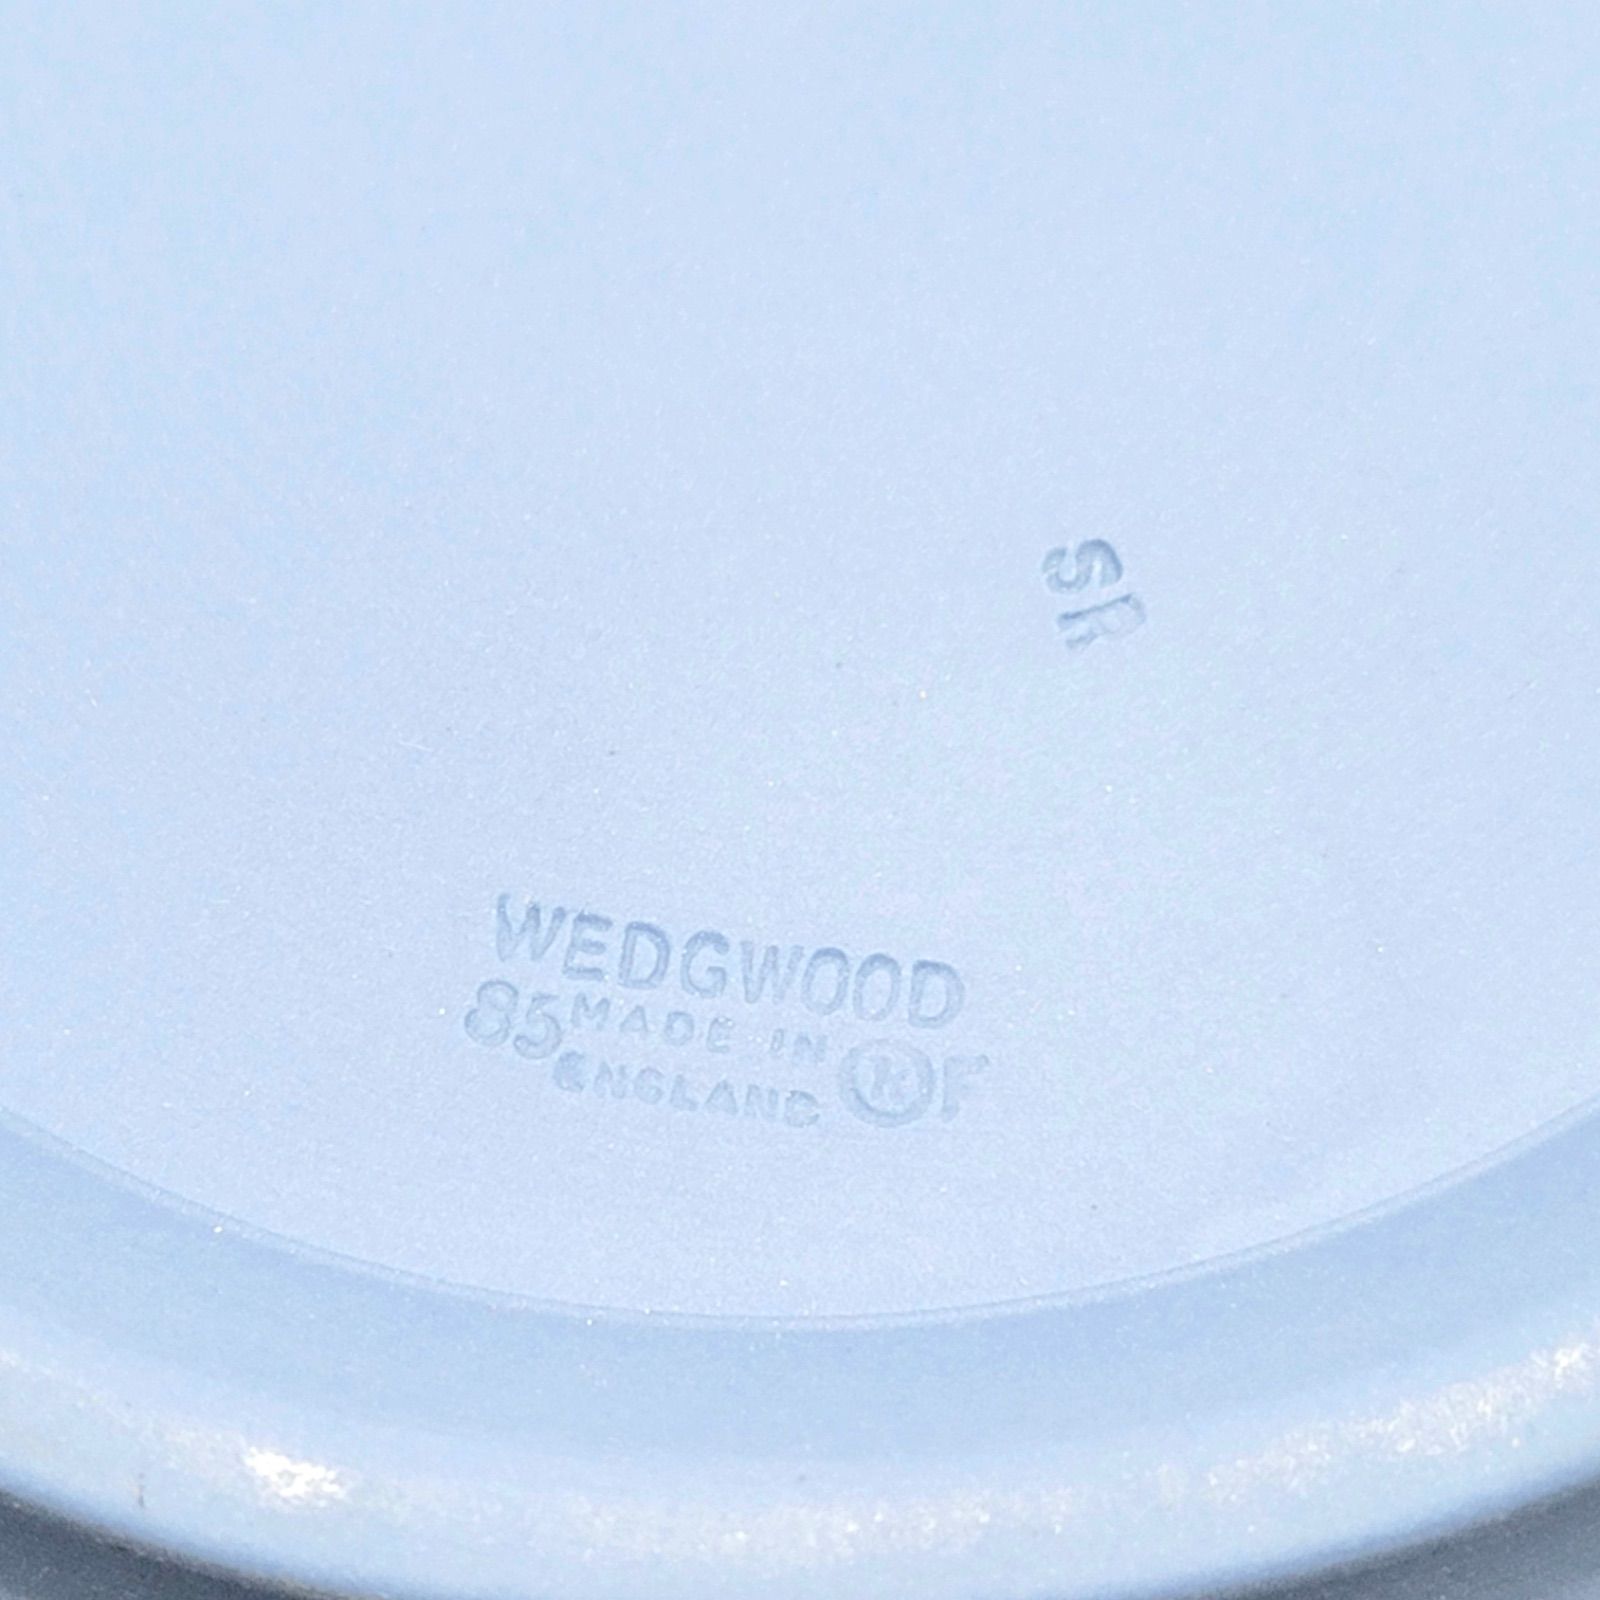 SR
WEDGWOOD
85 MADE IN
ENGLAND Ⓚ F